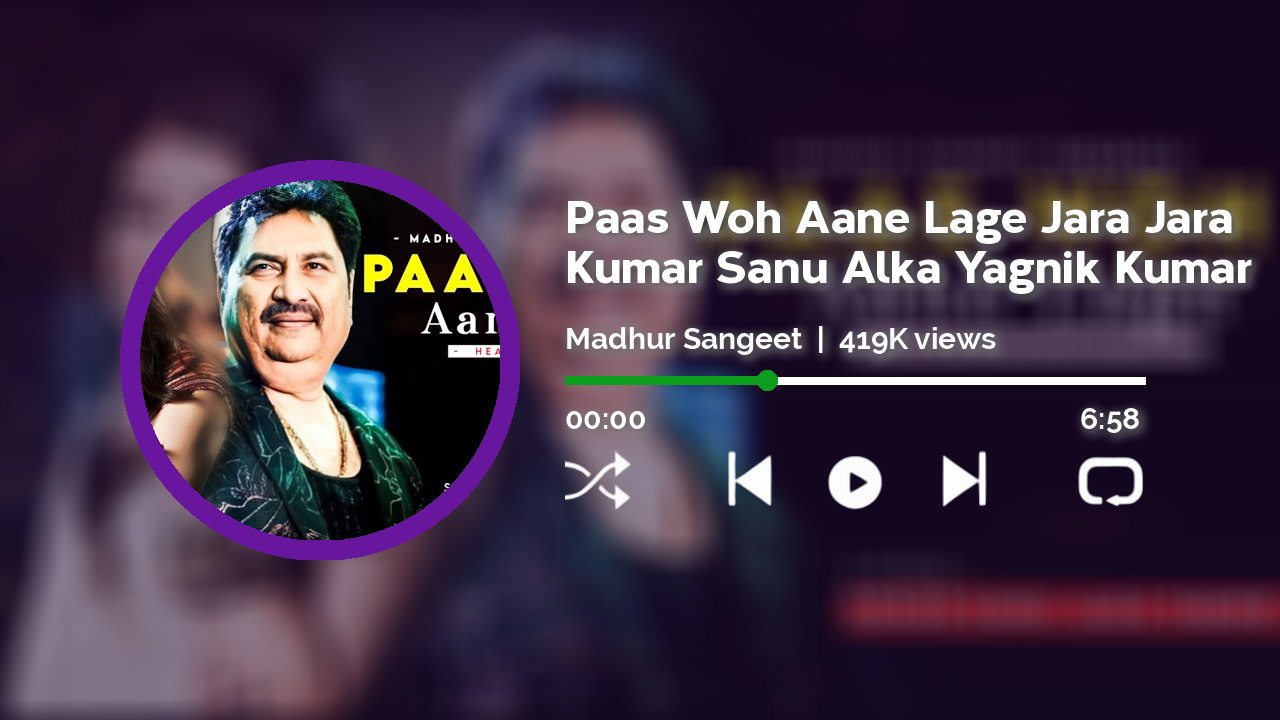 - MADH
PAA
Aan
- HEA
S
Paas Woh Aane Lage Jara Jara
Kumar Sanu Alka Yagnik Kumar
Madhur Sangeet | 419K views
00:00
6:58